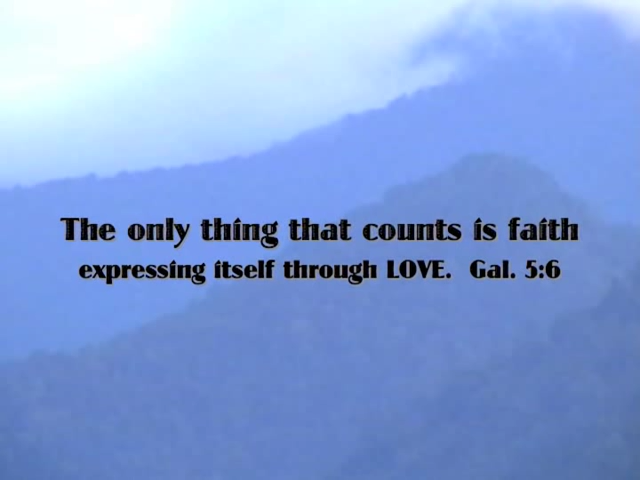 The only thing that counts is faith
expressing itself through LOVE.  Gal. 5:6